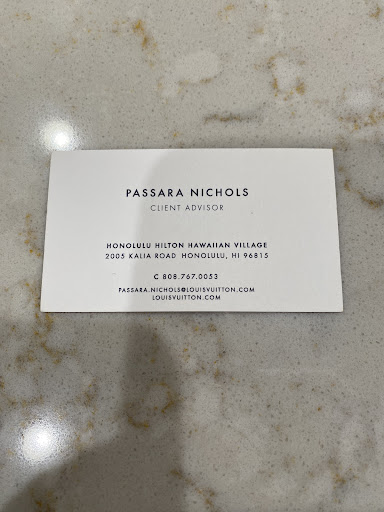 PASSARA NICHOLS
CLIENT ADVISOR
HONOLULU HILTON HAWAIIAN VILLAGE
2005 KALIA ROAD HONOLULU, HI 96815
C 808.767.0053
PASSARA.NICHOLS@LOUISVUITTON.COM
LOUISVUITTON.COM